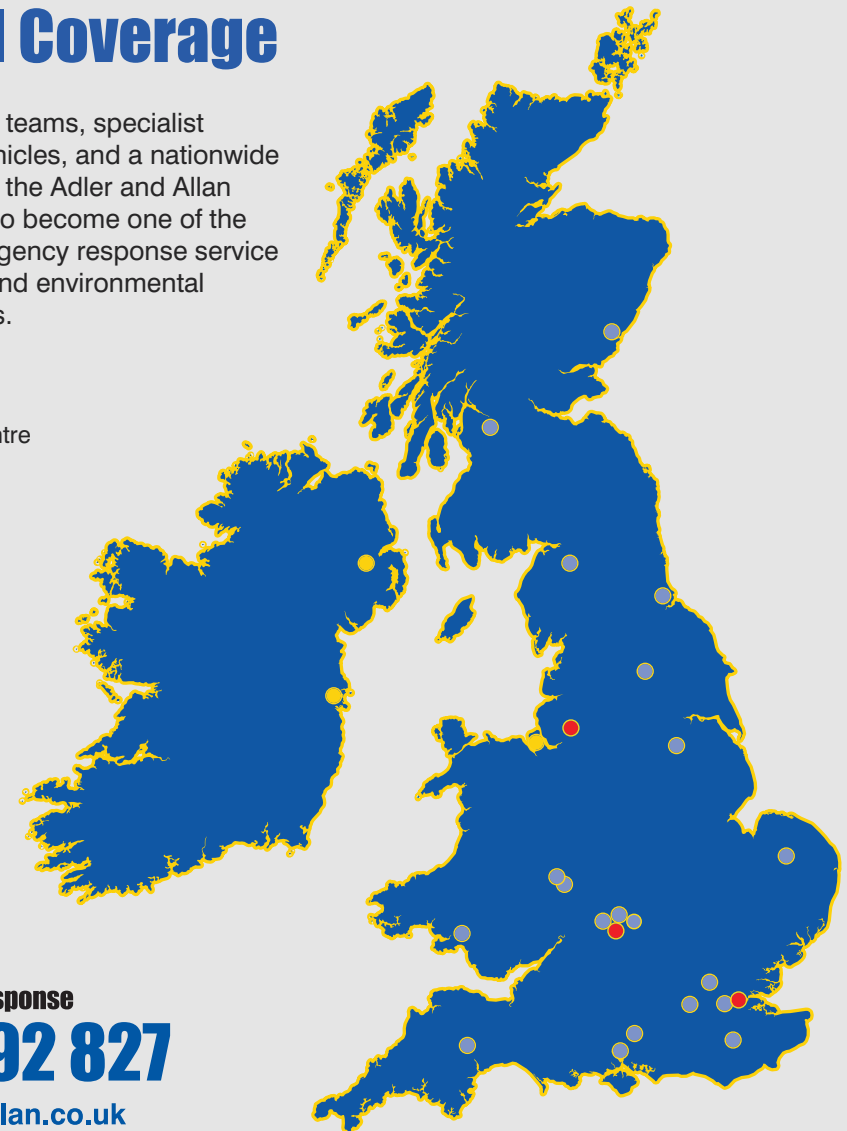 l Coverage
teams, specialist
hicles, and a nationwide
the Adler and Allan
o become one of the
gency response service
nd environmental
s.
ntre
sponse
92 827
lan.co.uk